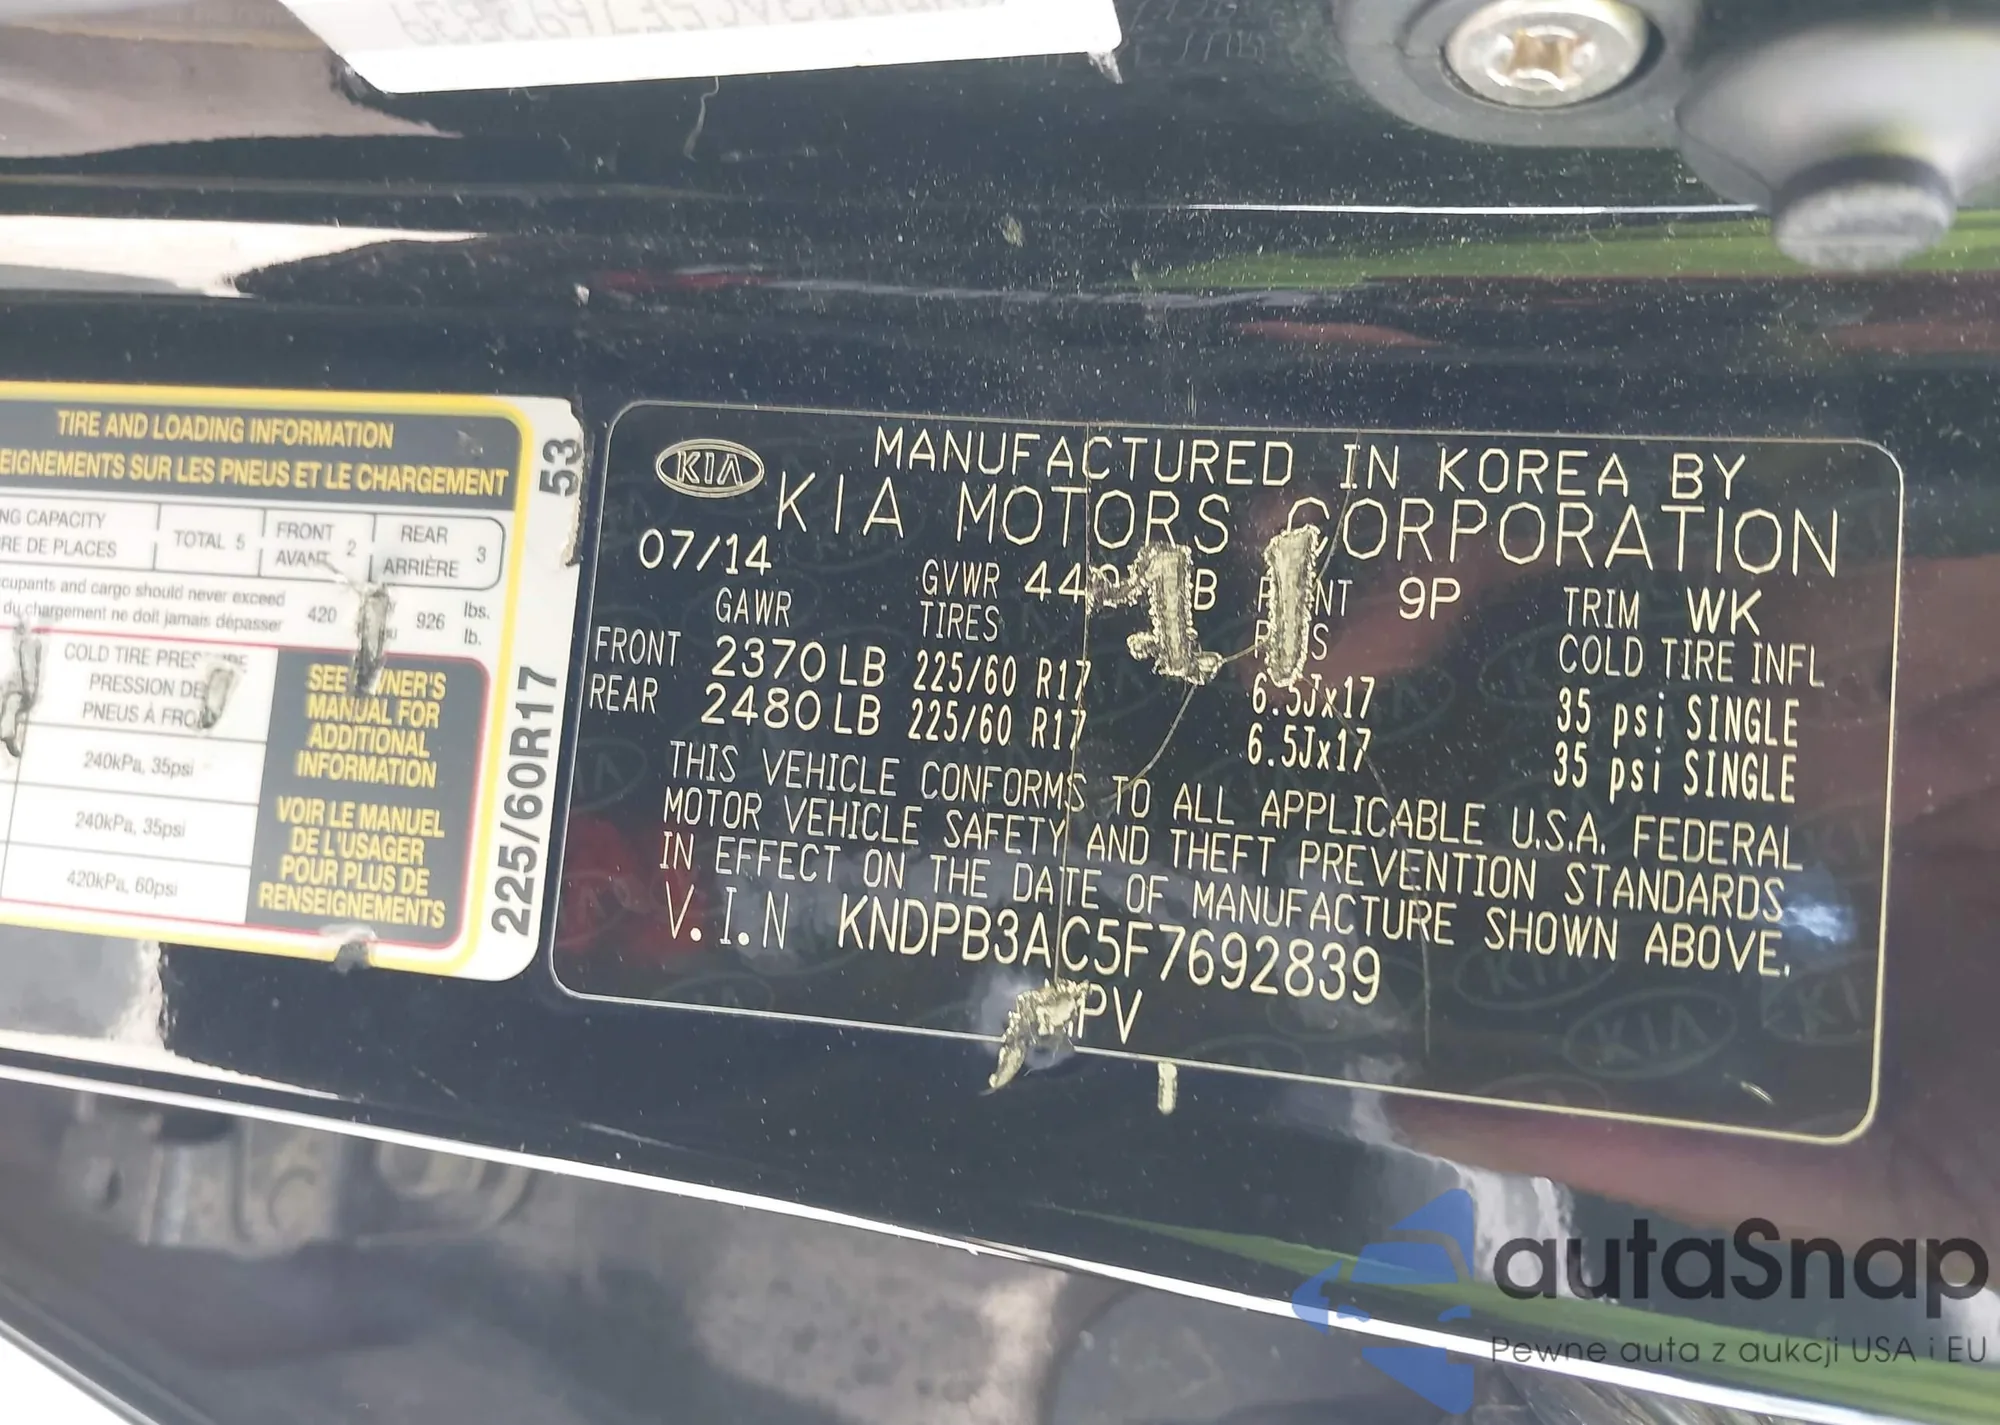 TIRE AND LOADING INFORMATION
EIGNEMENTS SUR LES PNEUS ET LE CHARGEMENT
NG CAPACITY
RE DE PLACES
TOTAL 5
FRONT
AVANT
2
REAR
ARRIÈRE
3
cupants and cargo should never exceed
du chargement ne doit jamais dépasser
420
926
lbs.
lb.
COLD TIRE
PRESSION DE
PNEUS À
240kPa, 35psi
240kPa, 35psi
420kPa, 60psi
SEE OWNER'S
MANUAL FOR
ADDITIONAL
INFORMATION
VOIR LE MANUEL
DE L'USAGER
POUR PLUS DE
RENSEIGNEMENTS
53
225/60R17
KIA
MANUFACTURED IN KOREA BY
KIA MOTORS CORPORATION
07/14
GVWR
9P
TRIM WK
GAWR TIRES COLD TIRE INFL
FRONT 2370 LB 225/60 R17 6.5Jx17 35 psi SINGLE
REAR 2480 LB 225/60 R17 6.5Jx17 35 psi SINGLE
THIS VEHICLE CONFORMS TO ALL APPLICABLE U.S.A. FEDERAL
MOTOR VEHICLE SAFETY AND THEFT PREVENTION STANDARDS
IN EFFECT ON THE DATE OF MANUFACTURE SHOWN ABOVE.
V.I.N KNDPB3AC5F7692839
PV
autaSnap
Pewne auta z aukcji USA i EU